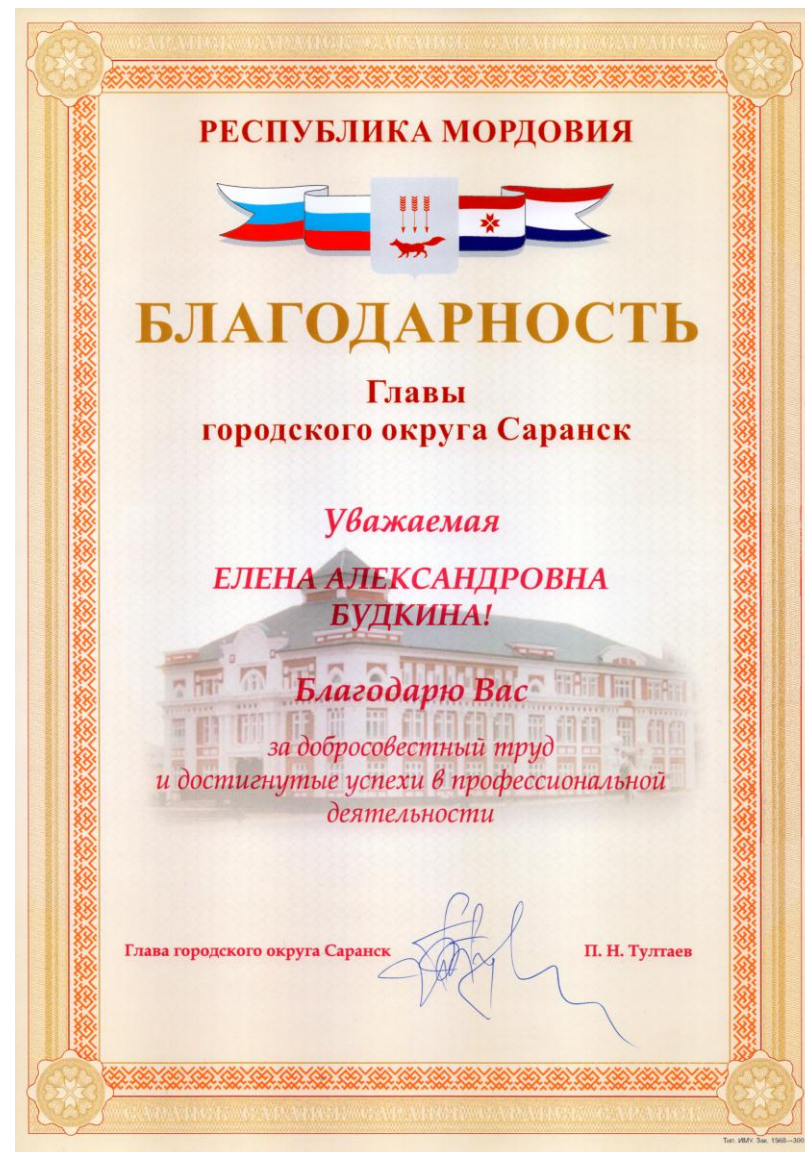 РЕСПУБЛИКА МОРДОВИЯ
БЛАГОДАРНОСТЬ
Главы
городского округа Саранск
Уважаемая
ЕЛЕНА АЛЕКСАНДРОВНА
БУДКИНА!
Благодарю Вас
за добросовестный труд
и достигнутые успехи в профессиональной
деятельности
Глава городского округа Саранск П. Н. Тултаев